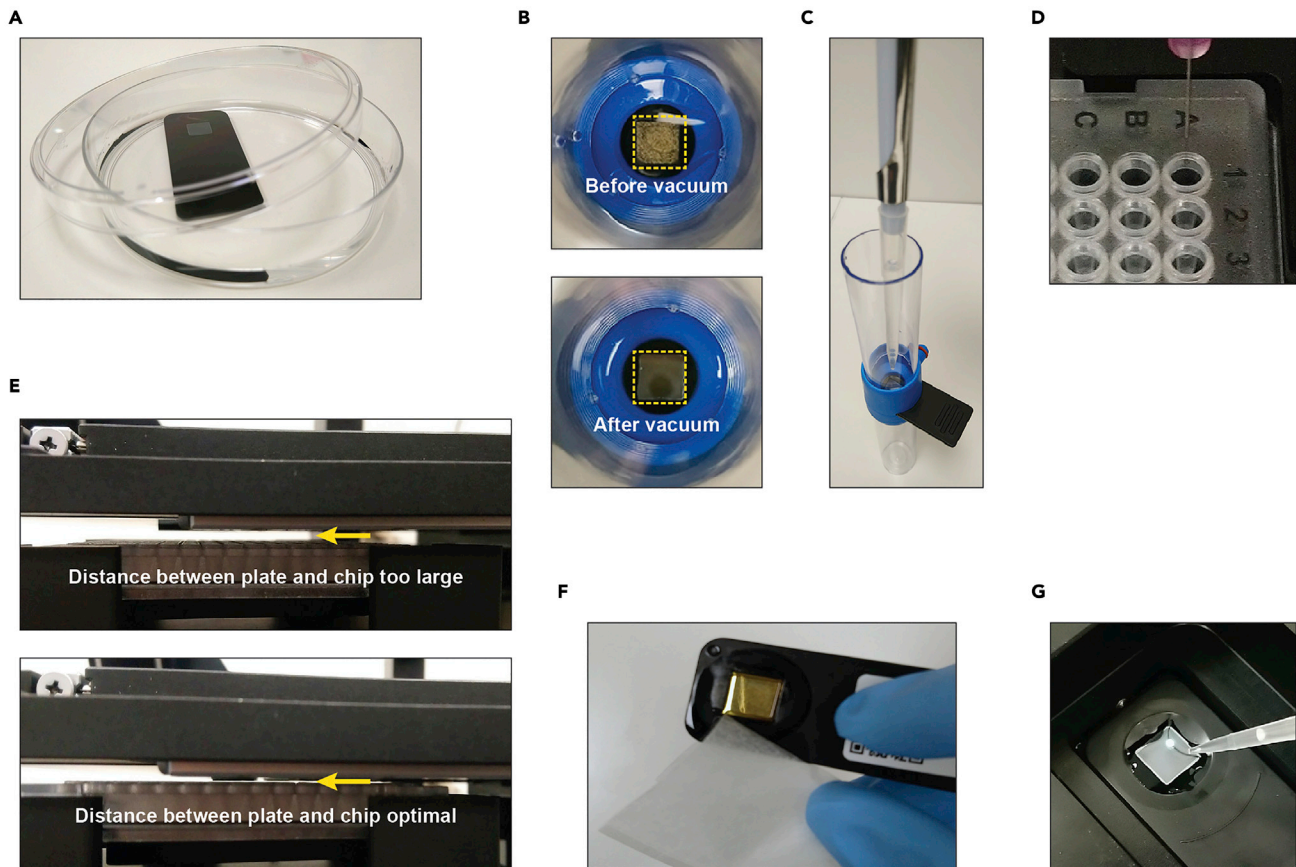 A
B
C
D
Before vacuum
C B A
1
2
3
After vacuum
E
Distance between plate and chip too large
Distance between plate and chip optimal
F
G